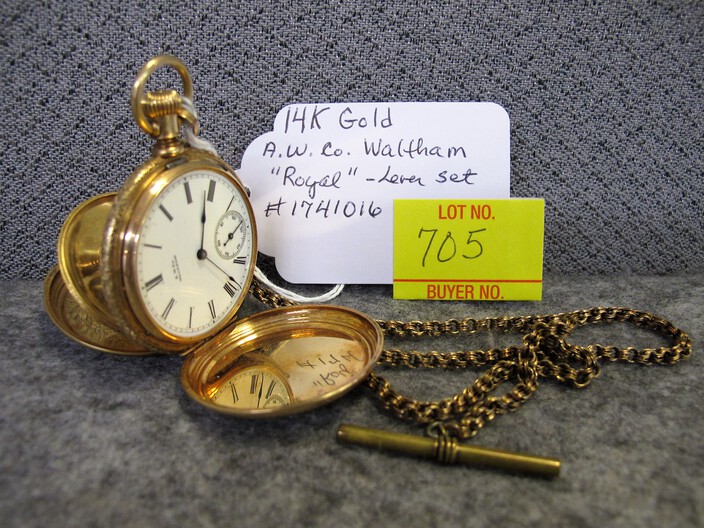 14K Gold
A.W. Co. Waltham
"Royal" - Lever set
#1741016
LOT NO.
705
BUYER NO.